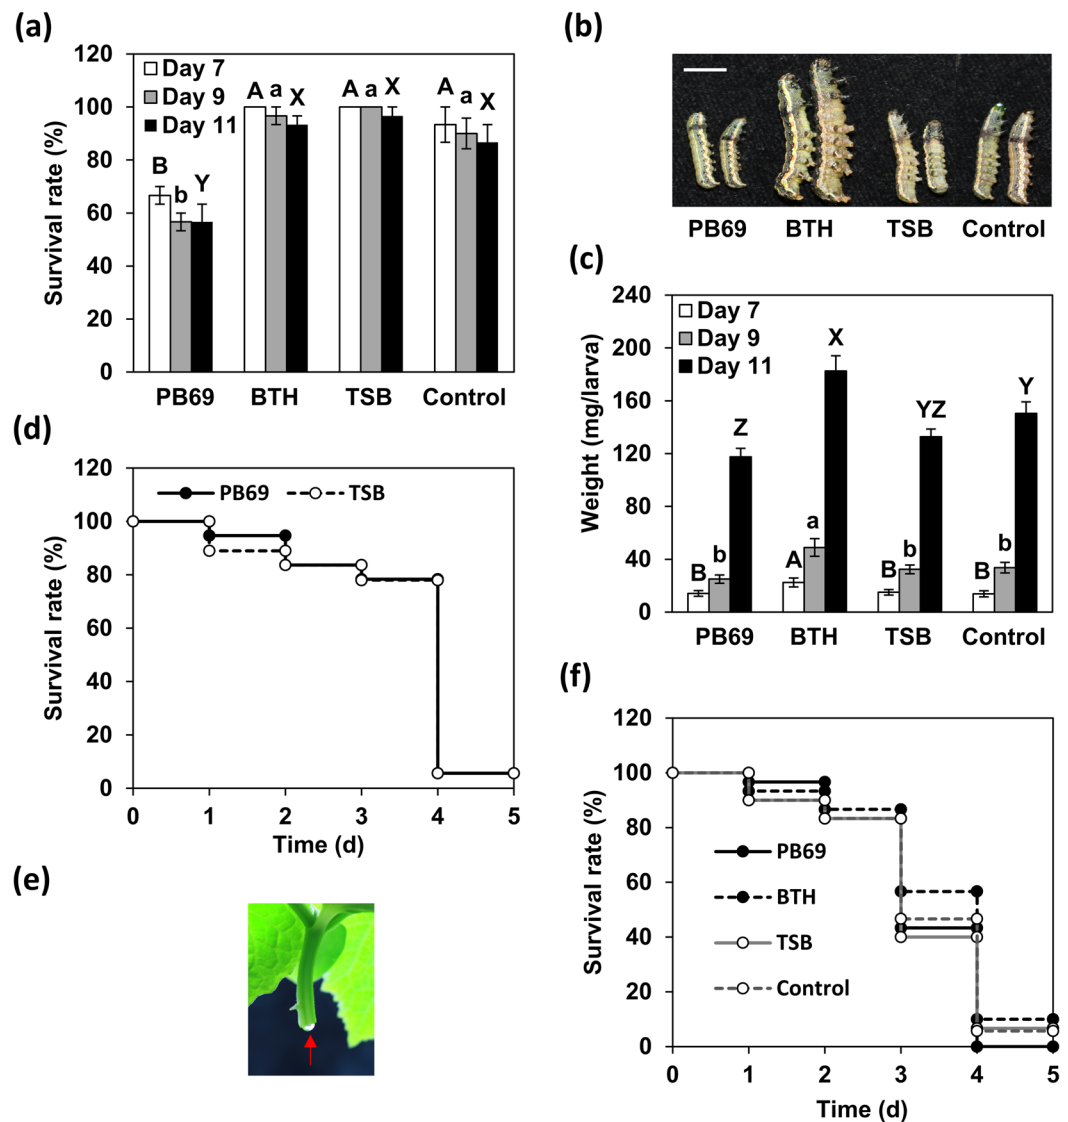 (a)
120
100
80
60
40
20
0
Survival rate (%)
Day 7
Day 9
Day 11
B b Y
A a X
A a X
A a X
PB69 BTH TSB Control
(b)
PB69 BTH TSB Control
(c)
240
200
160
120
80
40
0
Weight (mg/larva)
Day 7
Day 9
Day 11
B b Z
A a X
B b YZ
B b Y
PB69 BTH TSB Control
(d)
120
100
80
60
40
20
0
Survival rate (%)
PB69 TSB
0 1 2 3 4 5
Time (d)
(e)
(f)
120
100
80
60
40
20
0
Survival rate (%)
PB69
BTH
TSB
Control
0 1 2 3 4 5
Time (d)